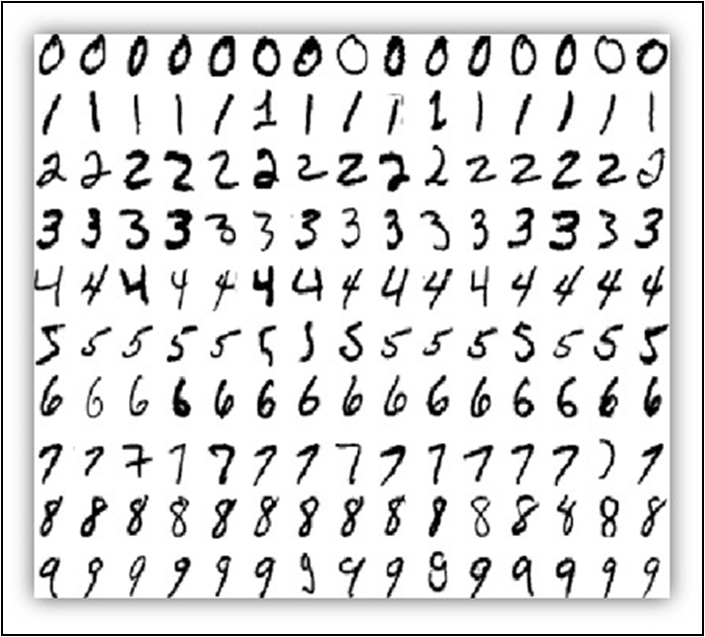 0 0 0 0 0 0 0 0 0 0 0 0 0 0 0
1 1 1 1 1 1 1 1 1 1 1 1 1 1 1
2 2 2 2 2 2 2 2 2 2 2 2 2 2 2
3 3 3 3 3 3 3 3 3 3 3 3 3 3 3
4 4 4 4 4 4 4 4 4 4 4 4 4 4 4
5 5 5 5 5 5 5 5 5 5 5 5 5 5 5
6 6 6 6 6 6 6 6 6 6 6 6 6 6 6
7 7 7 7 7 7 7 7 7 7 7 7 7 7 7
8 8 8 8 8 8 8 8 8 8 8 8 8 8 8
9 9 9 9 9 9 9 9 9 9 9 9 9 9 9